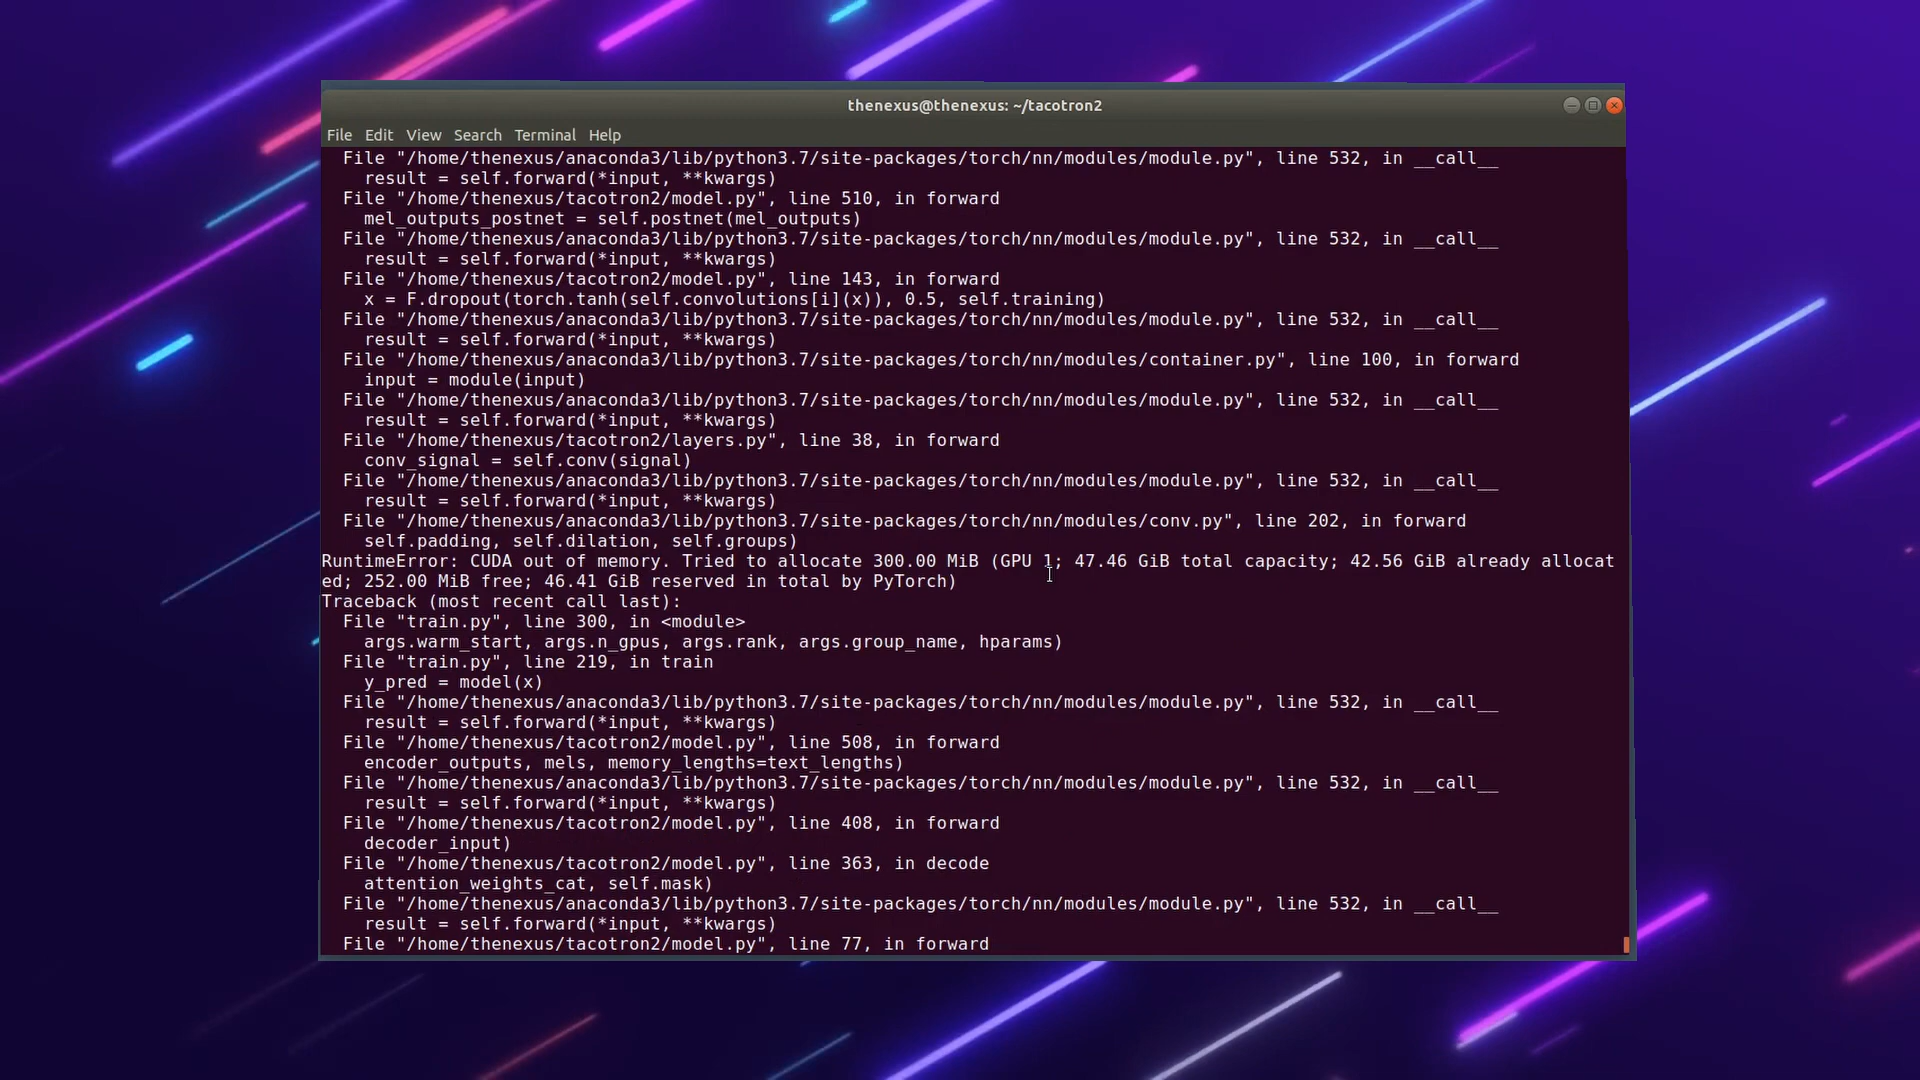 thenexus@thenexus: ~/tacotron2
File Edit View Search Terminal Help
File "/home/thenexus/anaconda3/lib/python3.7/site-packages/torch/nn/modules/module.py", line 532, in __call__
result = self.forward(*input, **kwargs)
File "/home/thenexus/tacotron2/model.py", line 510, in forward
mel_outputs_postnet = self.postnet(mel_outputs)
File "/home/thenexus/anaconda3/lib/python3.7/site-packages/torch/nn/modules/module.py", line 532, in __call__
result = self.forward(*input, **kwargs)
File "/home/thenexus/tacotron2/model.py", line 143, in forward
x = F.dropout(torch.tanh(self.convolutions[i](x)), 0.5, self.training)
File "/home/thenexus/anaconda3/lib/python3.7/site-packages/torch/nn/modules/module.py", line 532, in __call__
result = self.forward(*input, **kwargs)
File "/home/thenexus/anaconda3/lib/python3.7/site-packages/torch/nn/modules/container.py", line 100, in forward
input = module(input)
File "/home/thenexus/anaconda3/lib/python3.7/site-packages/torch/nn/modules/module.py", line 532, in __call__
result = self.forward(*input, **kwargs)
File "/home/thenexus/tacotron2/layers.py", line 38, in forward
conv_signal = self.conv(signal)
File "/home/thenexus/anaconda3/lib/python3.7/site-packages/torch/nn/modules/module.py", line 532, in __call__
result = self.forward(*input, **kwargs)
File "/home/thenexus/anaconda3/lib/python3.7/site-packages/torch/nn/modules/conv.py", line 202, in forward
self.padding, self.dilation, self.groups)
RuntimeError: CUDA out of memory. Tried to allocate 300.00 MiB (GPU 1; 47.46 GiB total capacity; 42.56 GiB already allocat
ed; 252.00 MiB free; 46.41 GiB reserved in total by PyTorch)
Traceback (most recent call last):
File "train.py", line 300, in <module>
args.warm_start, args.n_gpus, args.rank, args.group_name, hparams)
File "train.py", line 219, in train
y_pred = model(x)
File "/home/thenexus/anaconda3/lib/python3.7/site-packages/torch/nn/modules/module.py", line 532, in __call__
result = self.forward(*input, **kwargs)
File "/home/thenexus/tacotron2/model.py", line 508, in forward
encoder_outputs, mels, memory_lengths=text_lengths)
File "/home/thenexus/anaconda3/lib/python3.7/site-packages/torch/nn/modules/module.py", line 532, in __call__
result = self.forward(*input, **kwargs)
File "/home/thenexus/tacotron2/model.py", line 408, in forward
decoder_input)
File "/home/thenexus/tacotron2/model.py", line 363, in decode
attention_weights_cat, self.mask)
File "/home/thenexus/anaconda3/lib/python3.7/site-packages/torch/nn/modules/module.py", line 532, in __call__
result = self.forward(*input, **kwargs)
File "/home/thenexus/tacotron2/model.py", line 77, in forward